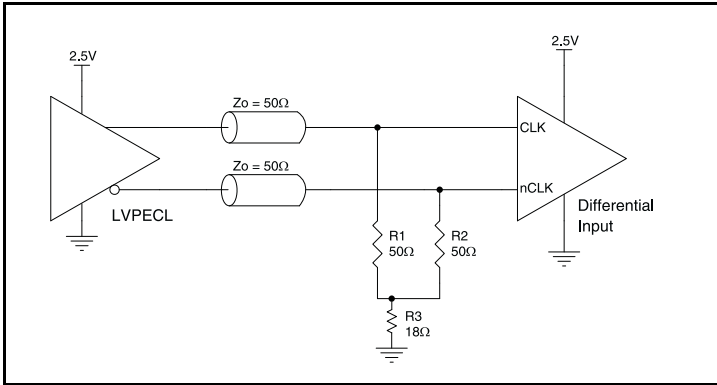 2.5V
2.5V
Zo = 50Ω
CLK
Zo = 50Ω
nCLK
LVPECL
Differential
Input
R1
50Ω
R2
50Ω
R3
18Ω